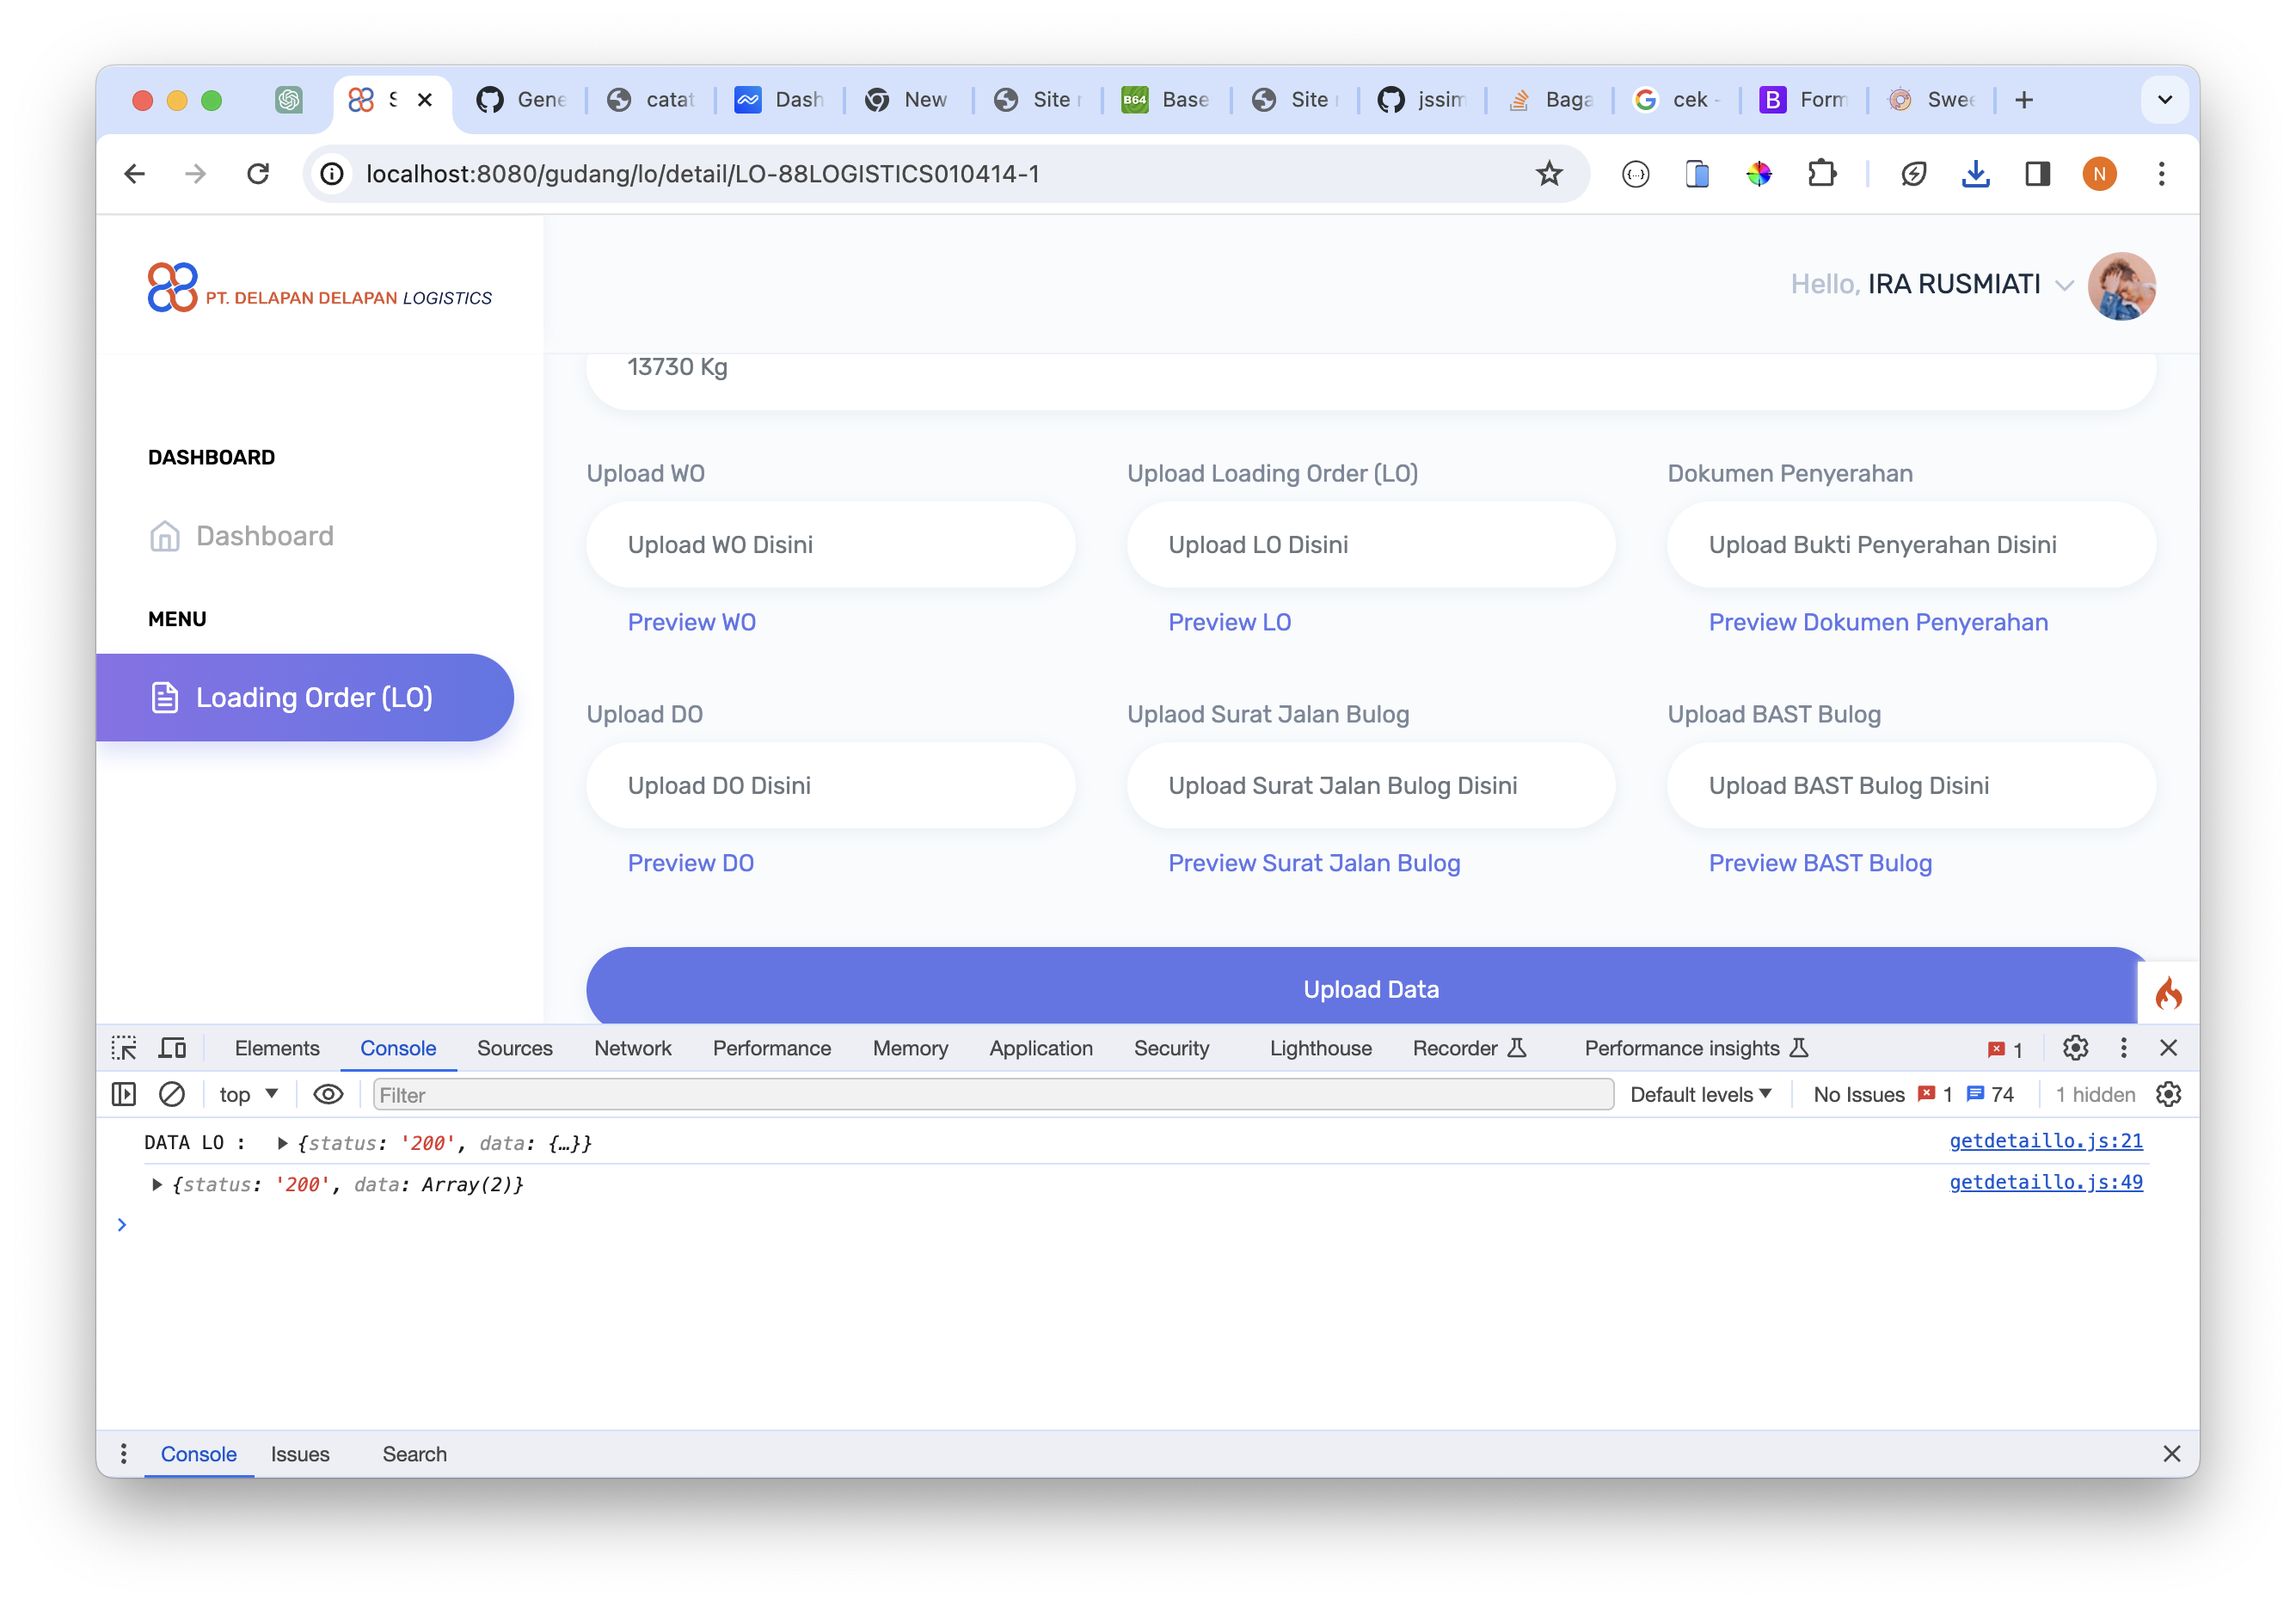 S
Gene
catat
Dash
New
Site
B64 Base
Site
jssim
Baga
cek -
B Form
Swee
localhost:8080/gudang/lo/detail/LO-88LOGISTICS010414-1
N
PT. DELAPAN DELAPAN LOGISTICS
Hello, IRA RUSMIATI
13730 Kg
DASHBOARD
Dashboard
MENU
Loading Order (LO)
Upload WO
Upload Loading Order (LO)
Dokumen Penyerahan
Upload WO Disini
Upload LO Disini
Upload Bukti Penyerahan Disini
Preview WO
Preview LO
Preview Dokumen Penyerahan
Upload DO
Uplaod Surat Jalan Bulog
Upload BAST Bulog
Upload DO Disini
Upload Surat Jalan Bulog Disini
Upload BAST Bulog Disini
Preview DO
Preview Surat Jalan Bulog
Preview BAST Bulog
Upload Data
Elements Console Sources Network Performance Memory Application Security Lighthouse Recorder Performance insights 1
top Filter Default levels No Issues 1 74 1 hidden
DATA LO : {status: '200', data: {…}} getdetaillo.js:21
{status: '200', data: Array(2)} getdetaillo.js:49
Console Issues Search